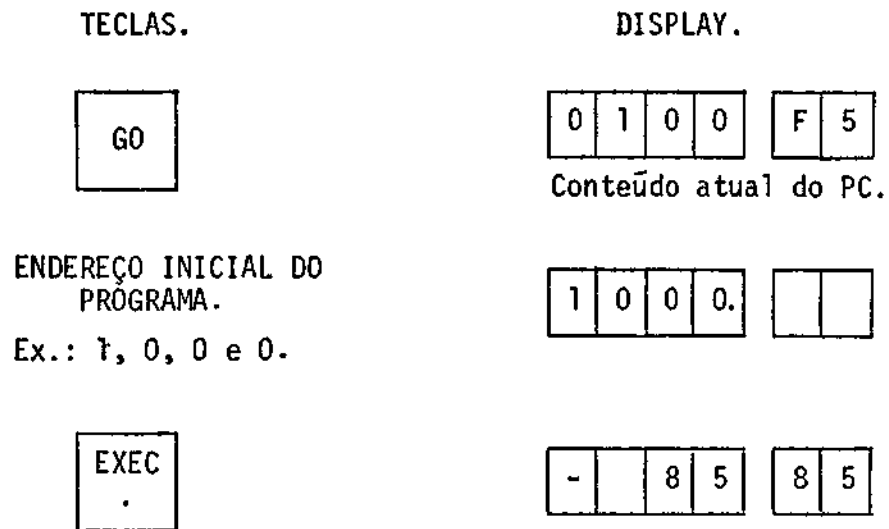 TECLAS. DISPLAY.
GO 0 1 0 0 F 5
Conteúdo atual do PC.
ENDEREÇO INICIAL DO
PROGRAMA.
1 0 0 0.
Ex.: 1, 0, 0 e 0.
EXEC
. - 8 5 8 5